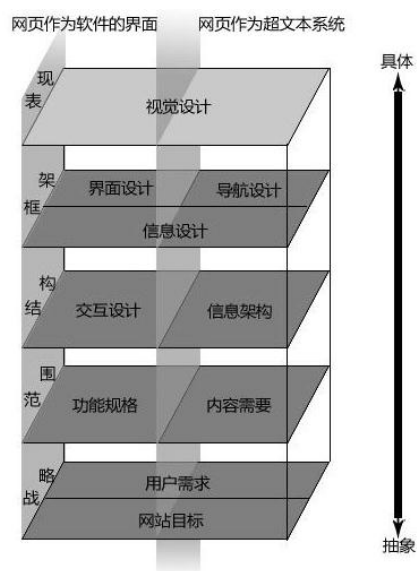 网页作为软件的界面
网页作为超文本系统
具体
表现
视觉设计
框架
界面设计
导航设计
信息设计
结构
交互设计
信息架构
范围
功能规格
内容需要
战略
用户需求
网站目标
抽象